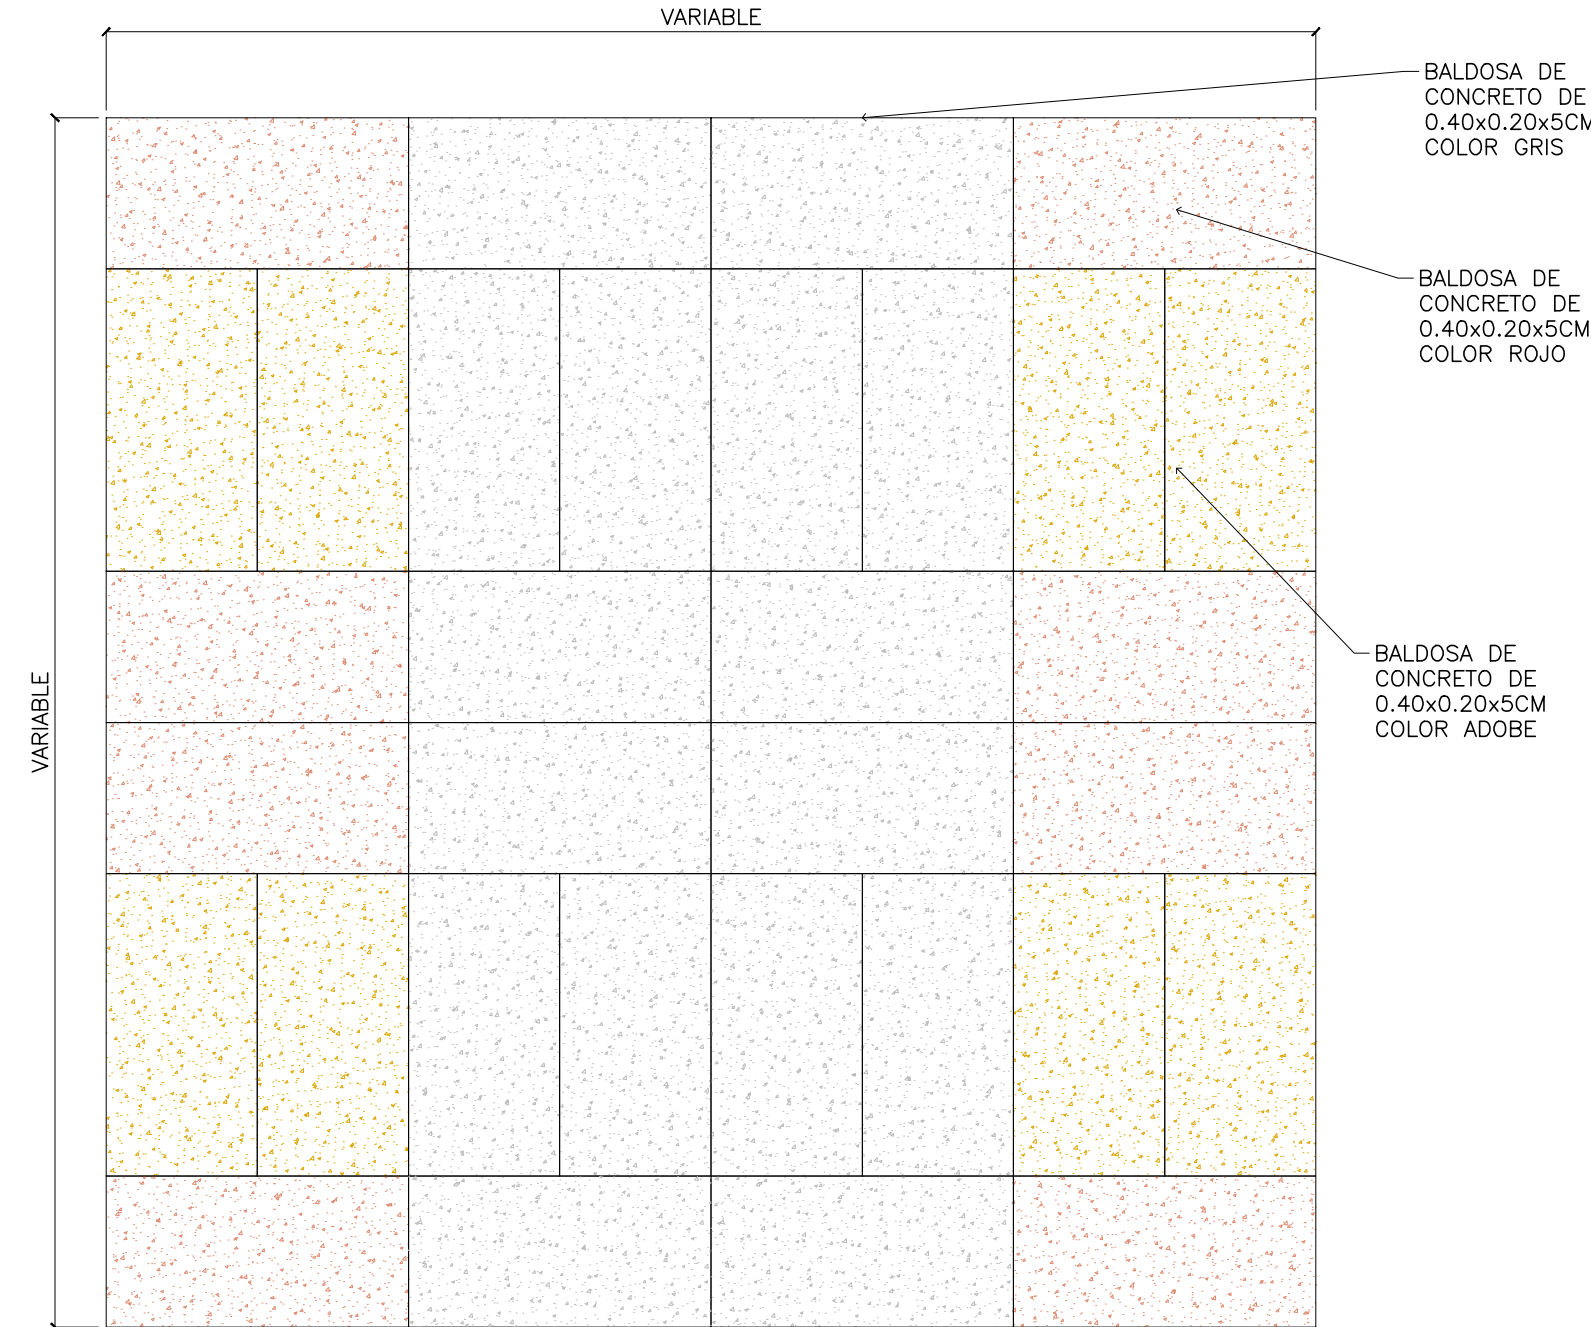 VARIABLE
BALDOSA DE
CONCRETO DE
0.40x0.20x5CM
COLOR GRIS
BALDOSA DE
CONCRETO DE
0.40x0.20x5CM
COLOR ROJO
VARIABLE
BALDOSA DE
CONCRETO DE
0.40x0.20x5CM
COLOR ADOBE